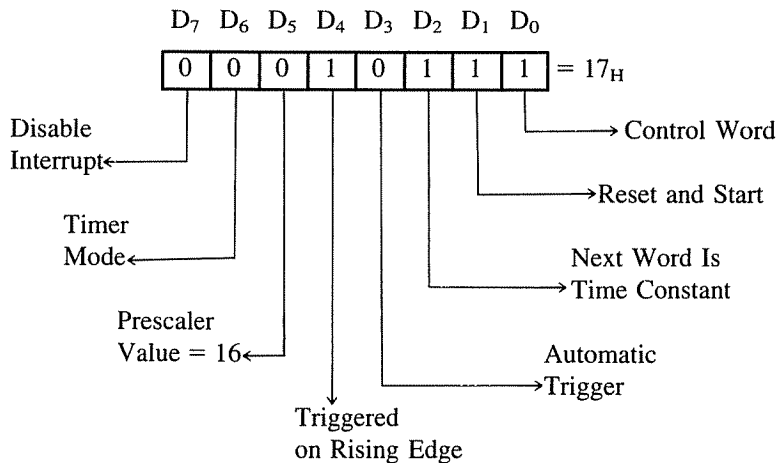 D₇ D₆ D₅ D₄ D₃ D₂ D₁ D₀
0 0 0 1 0 1 1 1 = 17H
Disable
Interrupt
Control Word
Reset and Start
Timer
Mode
Next Word Is
Time Constant
Prescaler
Value = 16
Automatic
Trigger
Triggered
on Rising Edge